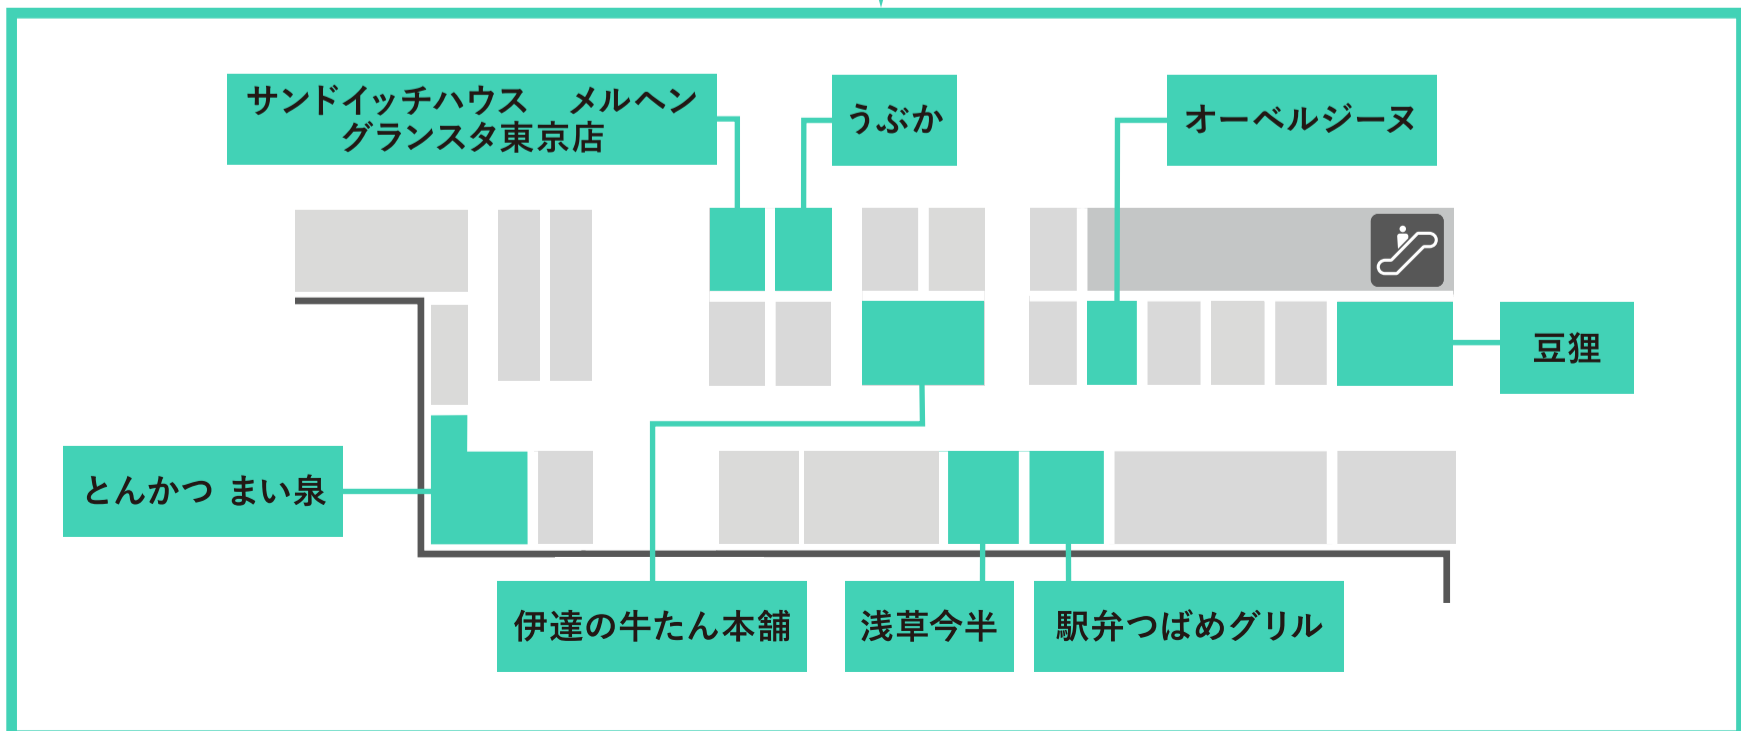 サンドイッチハウス　メルヘン
グランスタ東京店
うぶか
オーベルジーヌ
豆狸
とんかつ まい泉
伊達の牛たん本舗
浅草今半
駅弁つばめグリル